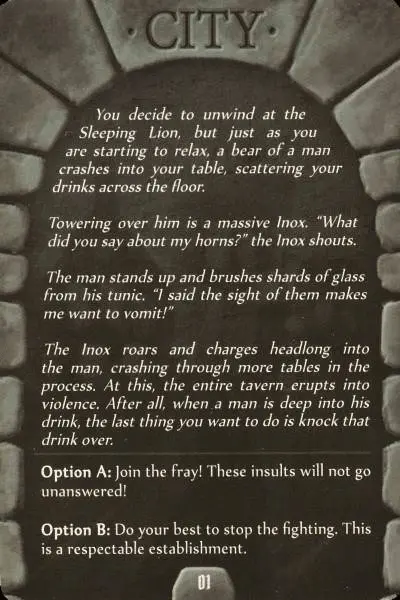 · CITY ·
You decide to unwind at the
Sleeping Lion, but just as you
are starting to relax, a bear of a man
crashes into your table, scattering your
drinks across the floor.
Towering over him is a massive Inox. “What
did you say about my horns?” the Inox shouts.
The man stands up and brushes shards of glass
from his tunic. “I said the sight of them makes
me want to vomit!”
The Inox roars and charges headlong into
the man, crashing through more tables in the
process. At this, the entire tavern erupts into
violence. After all, when a man is deep into his
drink, the last thing you want to do is knock that
drink over.
Option A: Join the fray! These insults will not go
unanswered!
Option B: Do your best to stop the fighting. This
is a respectable establishment.
01